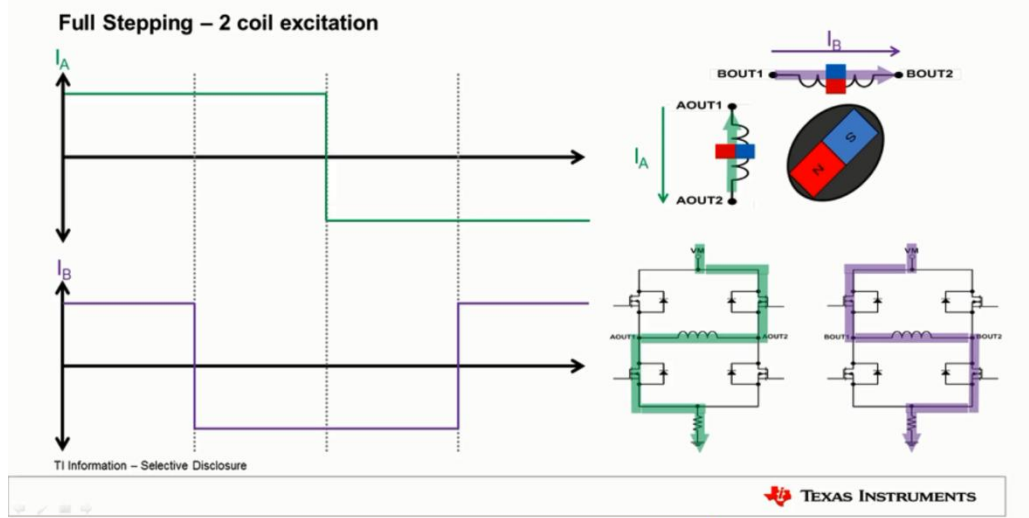 Full Stepping – 2 coil excitation
IA
IB
IB
BOUT1
BOUT2
AOUT1
IA
AOUT2
S
N
VM
VM
AOUT1
AOUT2
BOUT1
BOUT2
TI Information – Selective Disclosure
TEXAS INSTRUMENTS